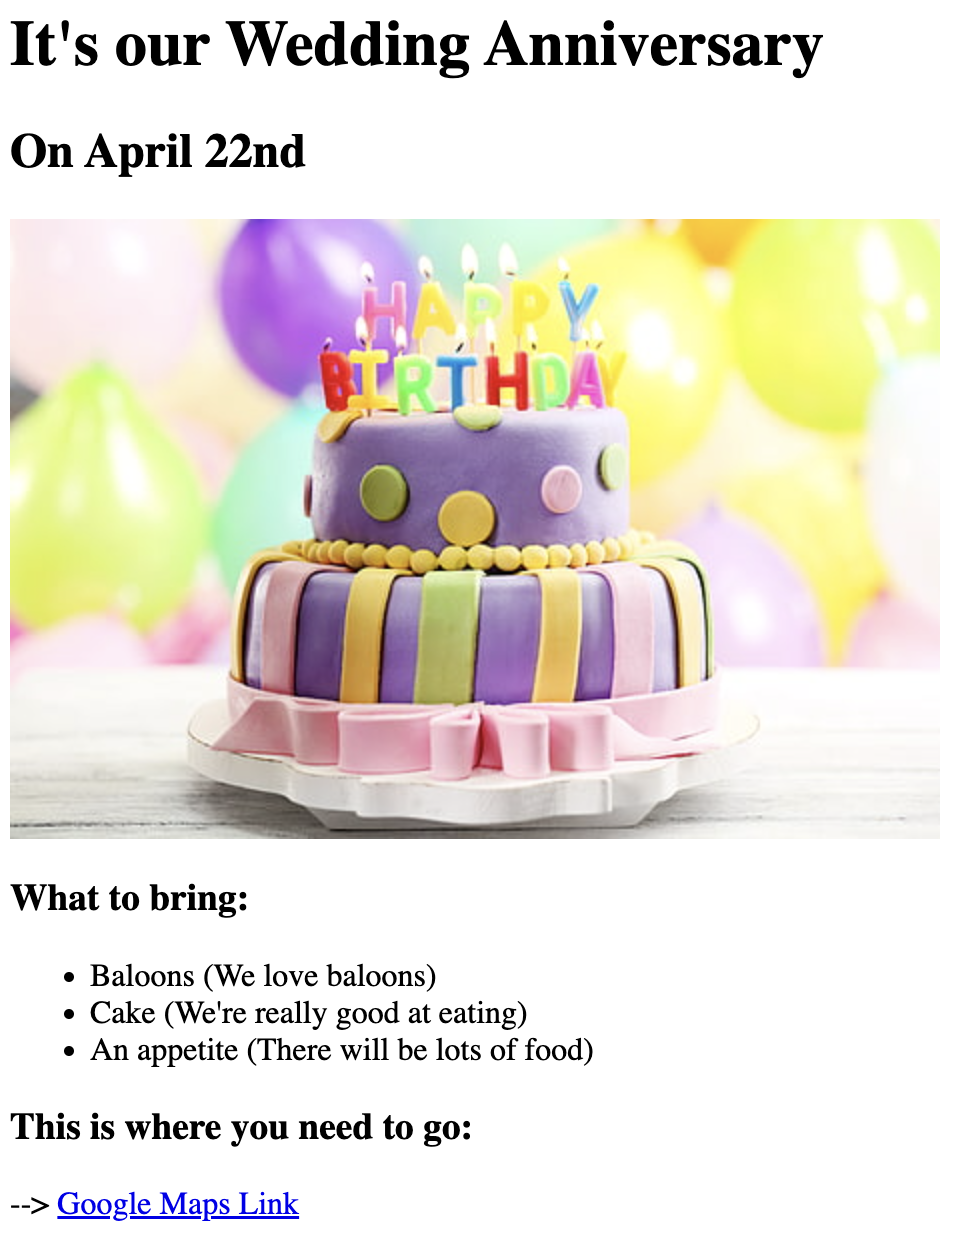 It's our Wedding Anniversary
On April 22nd
HAPPY
BIRTHDAY
What to bring:
• Baloons (We love baloons)
• Cake (We're really good at eating)
• An appetite (There will be lots of food)
This is where you need to go:
--> Google Maps Link